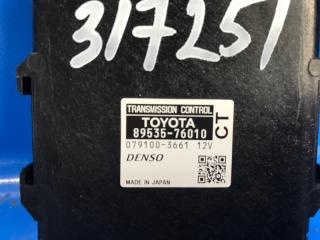 317251
TRANSMISSION CONTROL
TOYOTA
89535-76010
CT
079100-3661 12V
DENSO
MADE IN JAPAN